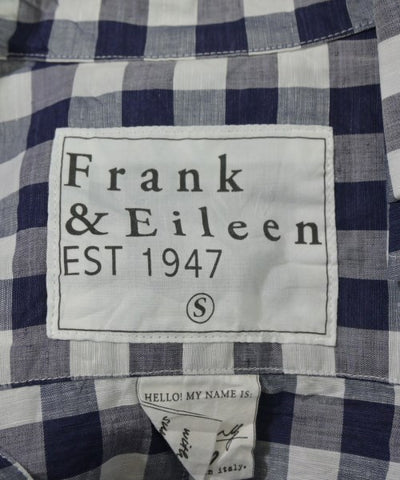 Frank
& Eileen
EST 1947
S
HELLO! MY NAME IS:
n italy.